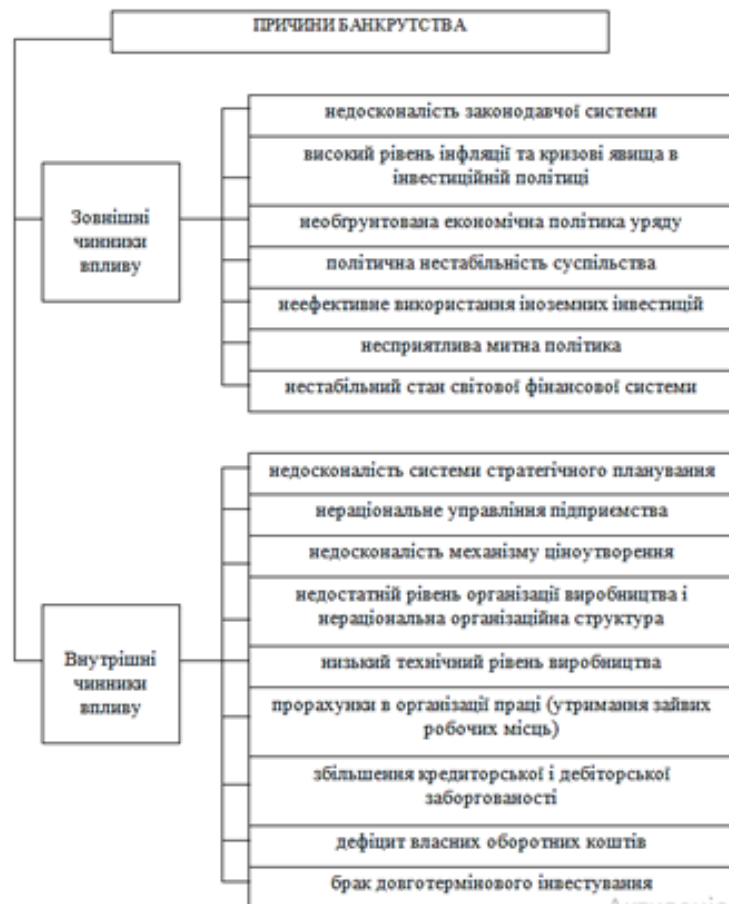 ПРИЧИНИ БАНКРУТСТВА
Зовнішні
чинники
впливу
недосконалість законодавчої системи
високий рівень інфляції та кризові явища в
інвестиційній політиці
необґрунтована економічна політика уряду
політична нестабільність суспільства
неефективне використання іноземних інвестицій
несприятлива митна політика
нестабільний стан світової фінансової системи
Внутрішні
чинники
впливу
недосконалість системи стратегічного планування
нераціональне управління підприємства
недосконалість механізму ціноутворення
недостатній рівень організації виробництва і
нераціональна організаційна структура
низький технічний рівень виробництва
прорахунки в організації праці (утримання зайвих
робочих місць)
збільшення кредиторської і дебіторської
заборгованості
дефіцит власних оборотних коштів
брак довготермінового інвестування